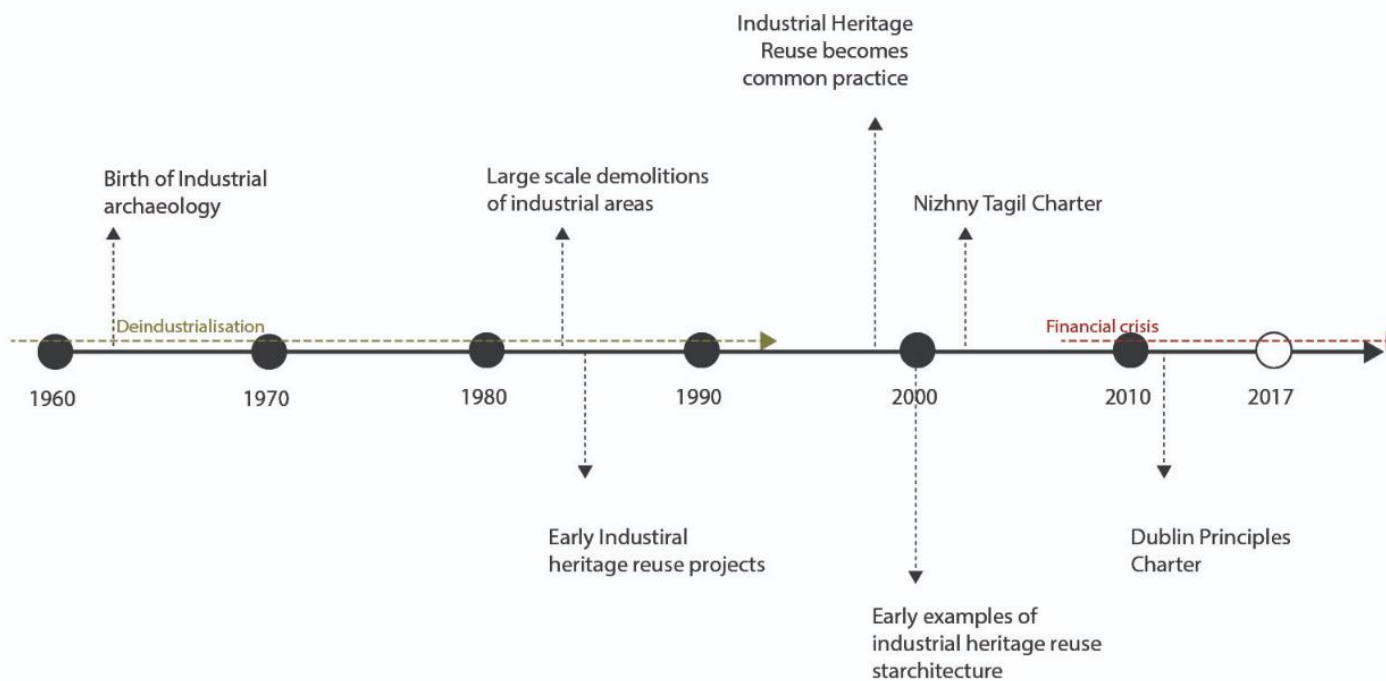 Industrial Heritage
Reuse becomes
common practice
Birth of Industrial
archaeology
Large scale demolitions
of industrial areas
Nizhny Tagil Charter
Deindustrialisation
Financial crisis
1960
1970
1980
1990
2000
2010
2017
Early Industiral
heritage reuse projects
Dublin Principles
Charter
Early examples of
industrial heritage reuse
starchitecture